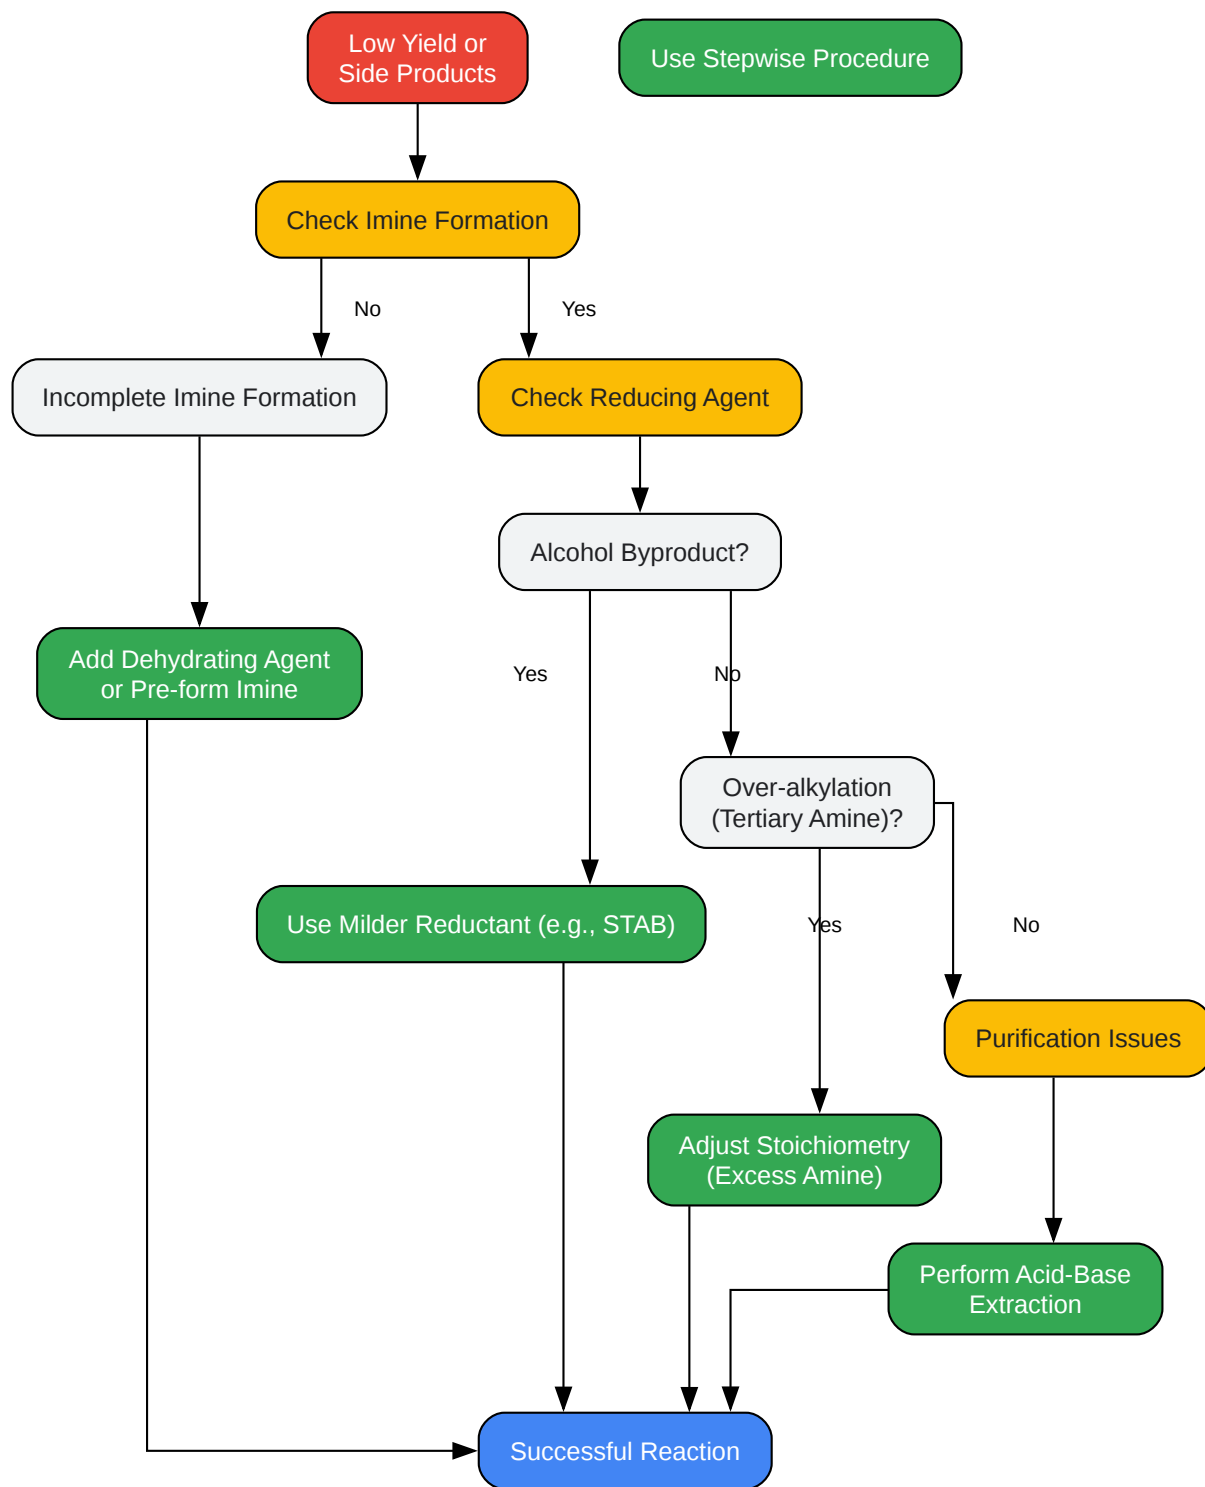 Low Yield or
Side Products
Use Stepwise Procedure
Check Imine Formation
No
Yes
Incomplete Imine Formation
Check Reducing Agent
Alcohol Byproduct?
Add Dehydrating Agent
or Pre-form Imine
Yes
No
Over-alkylation
(Tertiary Amine)?
Use Milder Reductant (e.g., STAB)
Yes
No
Purification Issues
Adjust Stoichiometry
(Excess Amine)
Perform Acid-Base
Extraction
Successful Reaction